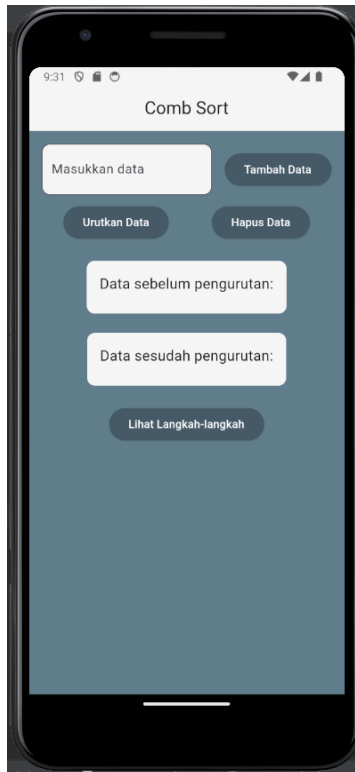 9:31
Comb Sort
Masukkan data
Tambah Data
Urutkan Data
Hapus Data
Data sebelum pengurutan:
Data sesudah pengurutan:
Lihat Langkah-langkah